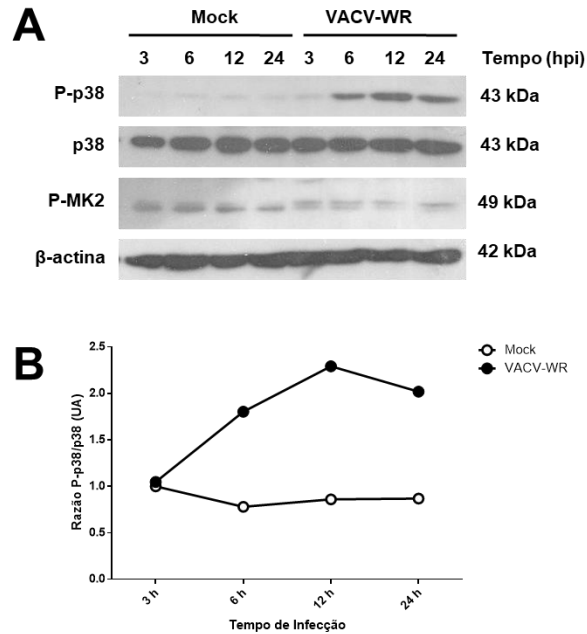 A
Mock VACV-WR
3 6 12 24 3 6 12 24 Tempo (hpi)
P-p38 43 kDa
p38 43 kDa
P-MK2 49 kDa
β-actina 42 kDa
B
Mock
VACV-WR
Razão P-p38/p38 (UA)
2.5
2.0
1.5
1.0
0.5
0.0
3 h 6 h 12 h 24 h
Tempo de Infecção